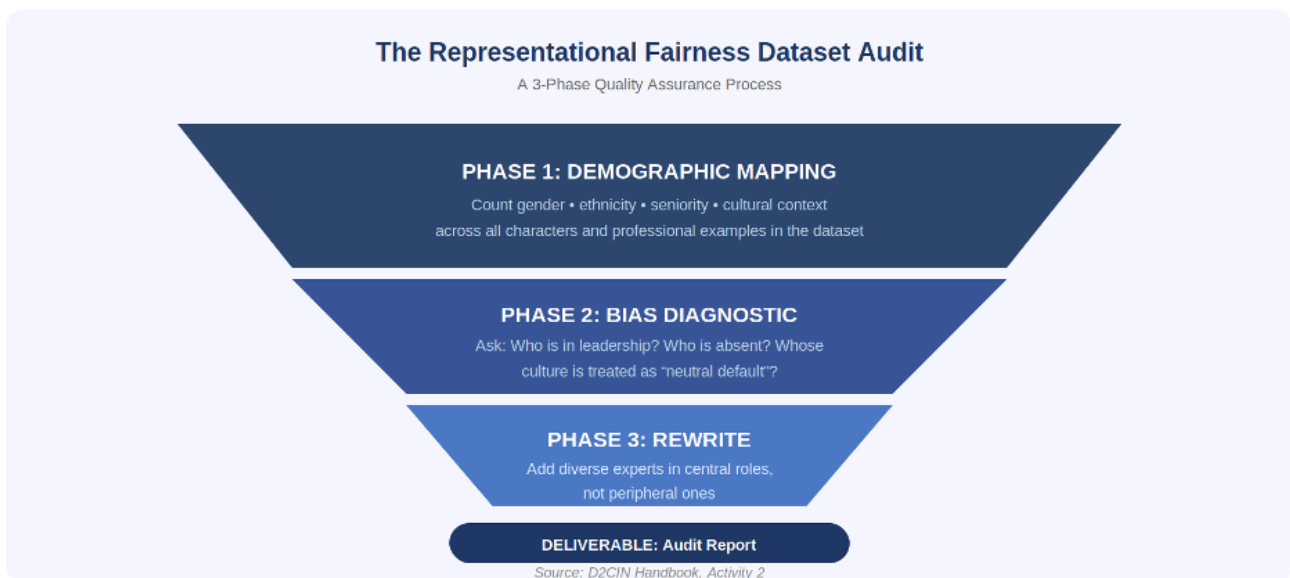 The Representational Fairness Dataset Audit
A 3-Phase Quality Assurance Process
PHASE 1: DEMOGRAPHIC MAPPING
Count gender • ethnicity • seniority • cultural context
across all characters and professional examples in the dataset
PHASE 2: BIAS DIAGNOSTIC
Ask: Who is in leadership? Who is absent? Whose
culture is treated as “neutral default”?
PHASE 3: REWRITE
Add diverse experts in central roles,
not peripheral ones
DELIVERABLE: Audit Report
Source: D2CIN Handbook, Activity 2